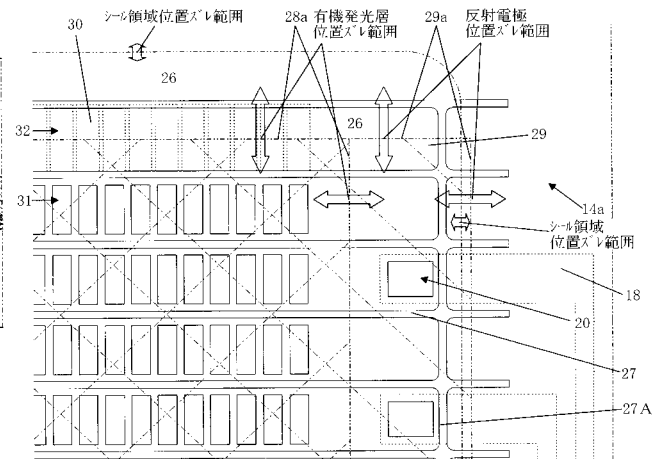 シール領域位置ズレ範囲
28a 有機発光層
位置ズレ範囲
29a 反射電極
位置ズレ範囲
30
26
26
32
29
31
14a
シール領域
位置ズレ範囲
18
20
27
27A